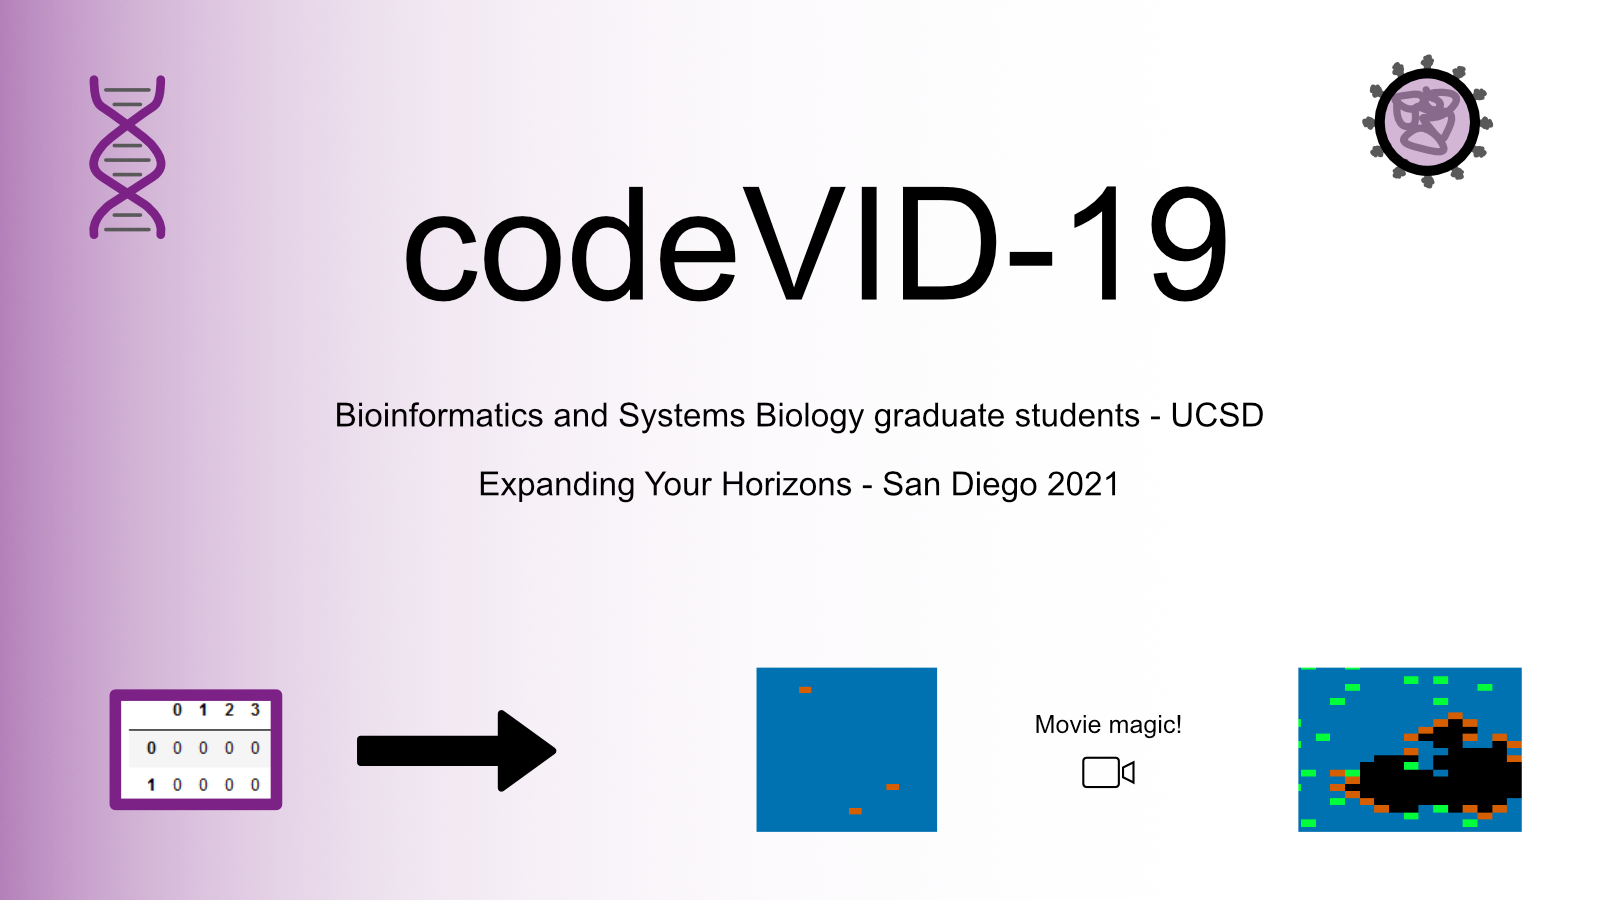 codeVID-19
Bioinformatics and Systems Biology graduate students - UCSD
Expanding Your Horizons - San Diego 2021
0 1 2 3
0 0 0 0 0
1 0 0 0 0
Movie magic!